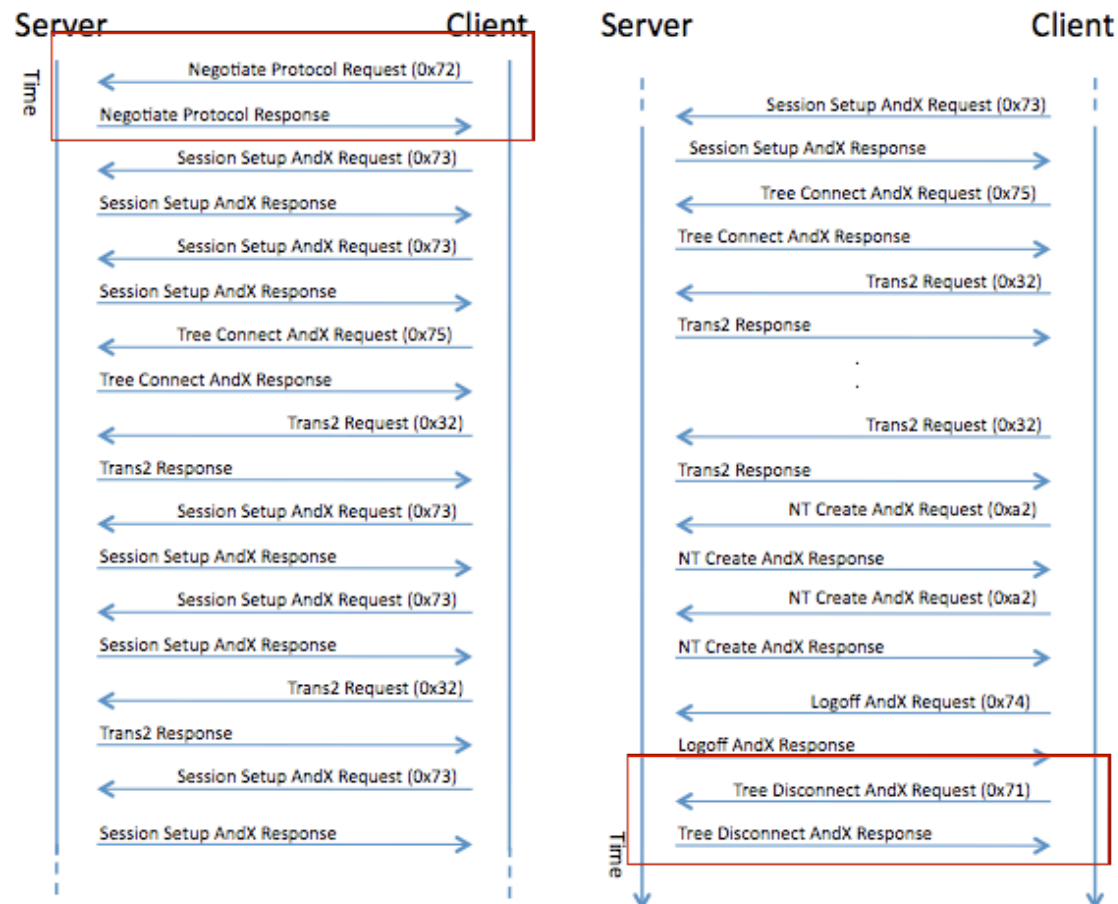 Server Client
Time
Negotiate Protocol Request (0x72)
Negotiate Protocol Response
Session Setup AndX Request (0x73)
Session Setup AndX Response
Session Setup AndX Request (0x73)
Session Setup AndX Response
Tree Connect AndX Request (0x75)
Tree Connect AndX Response
Trans2 Request (0x32)
Trans2 Response
Session Setup AndX Request (0x73)
Session Setup AndX Response
Session Setup AndX Request (0x73)
Session Setup AndX Response
Trans2 Request (0x32)
Trans2 Response
Session Setup AndX Request (0x73)
Session Setup AndX Response
Server Client
Session Setup AndX Request (0x73)
Session Setup AndX Response
Tree Connect AndX Request (0x75)
Tree Connect AndX Response
Trans2 Request (0x32)
Trans2 Response
.
.
Trans2 Request (0x32)
Trans2 Response
NT Create AndX Request (0xa2)
NT Create AndX Response
NT Create AndX Request (0xa2)
NT Create AndX Response
Logoff AndX Request (0x74)
Logoff AndX Response
Tree Disconnect AndX Request (0x71)
Tree Disconnect AndX Response
Time